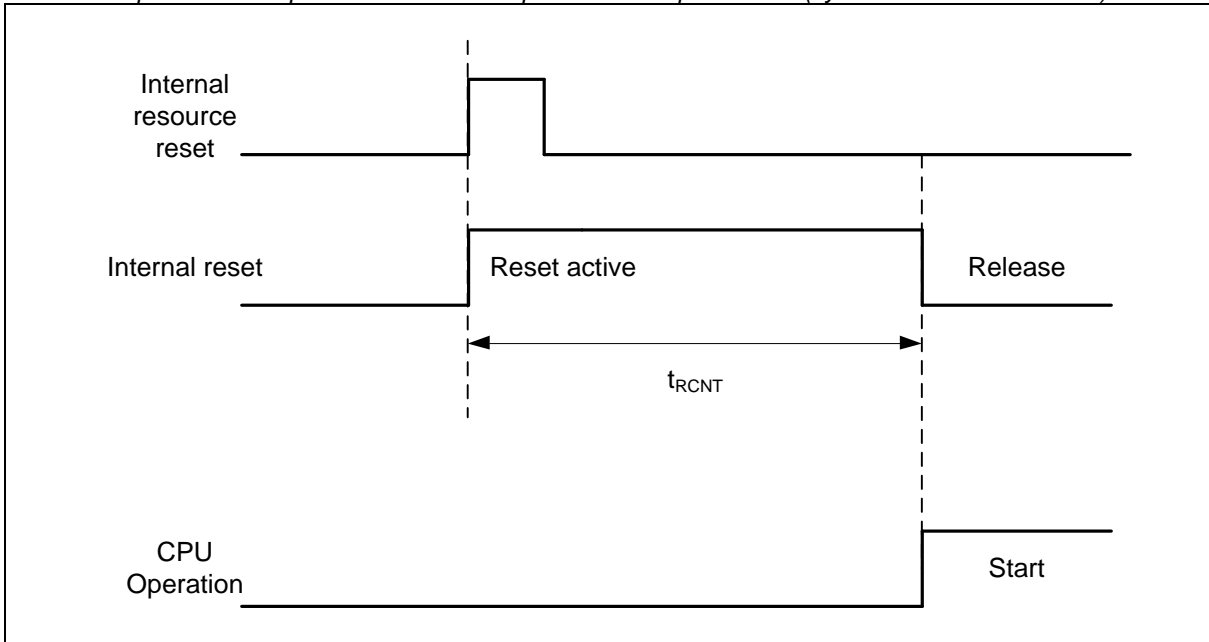 Internal
resource
reset
Internal reset
Reset active
Release
tRCNT
CPU
Operation
Start